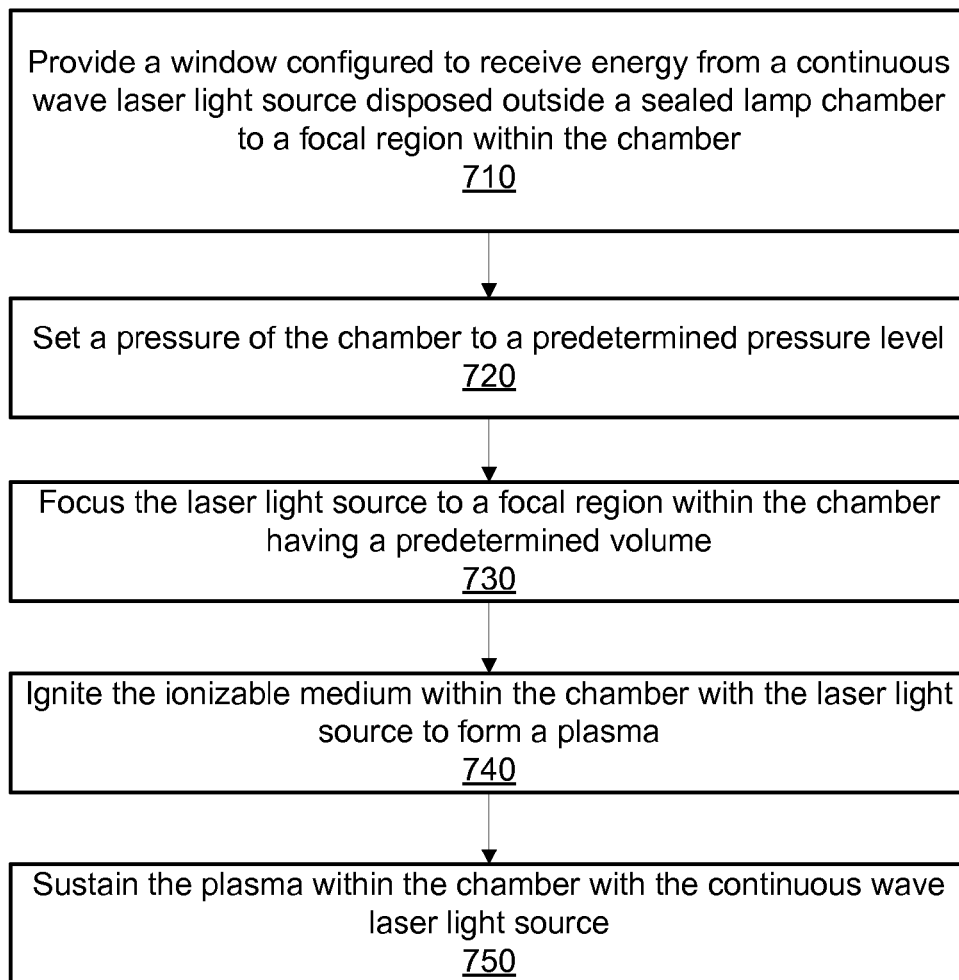 Provide a window configured to receive energy from a continuous
wave laser light source disposed outside a sealed lamp chamber
to a focal region within the chamber
710
Set a pressure of the chamber to a predetermined pressure level
720
Focus the laser light source to a focal region within the chamber
having a predetermined volume
730
Ignite the ionizable medium within the chamber with the laser light
source to form a plasma
740
Sustain the plasma within the chamber with the continuous wave
laser light source
750